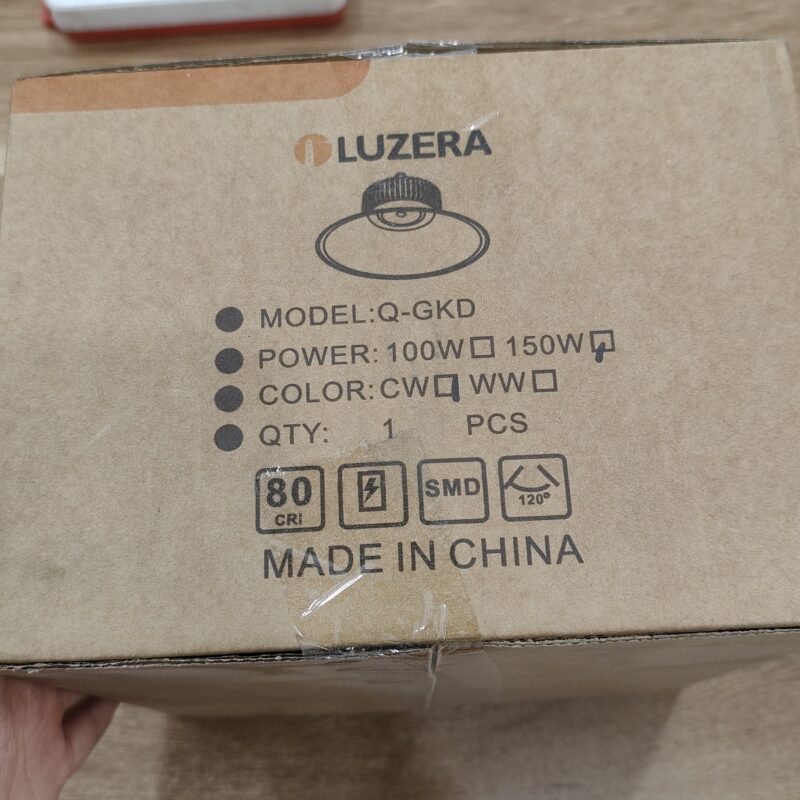 LUZERA
MODEL:Q-GKD
POWER: 100W☐ 150W☑
COLOR: CW☑ WW☐
QTY: 1 PCS
80 CRI SMD 120°
MADE IN CHINA